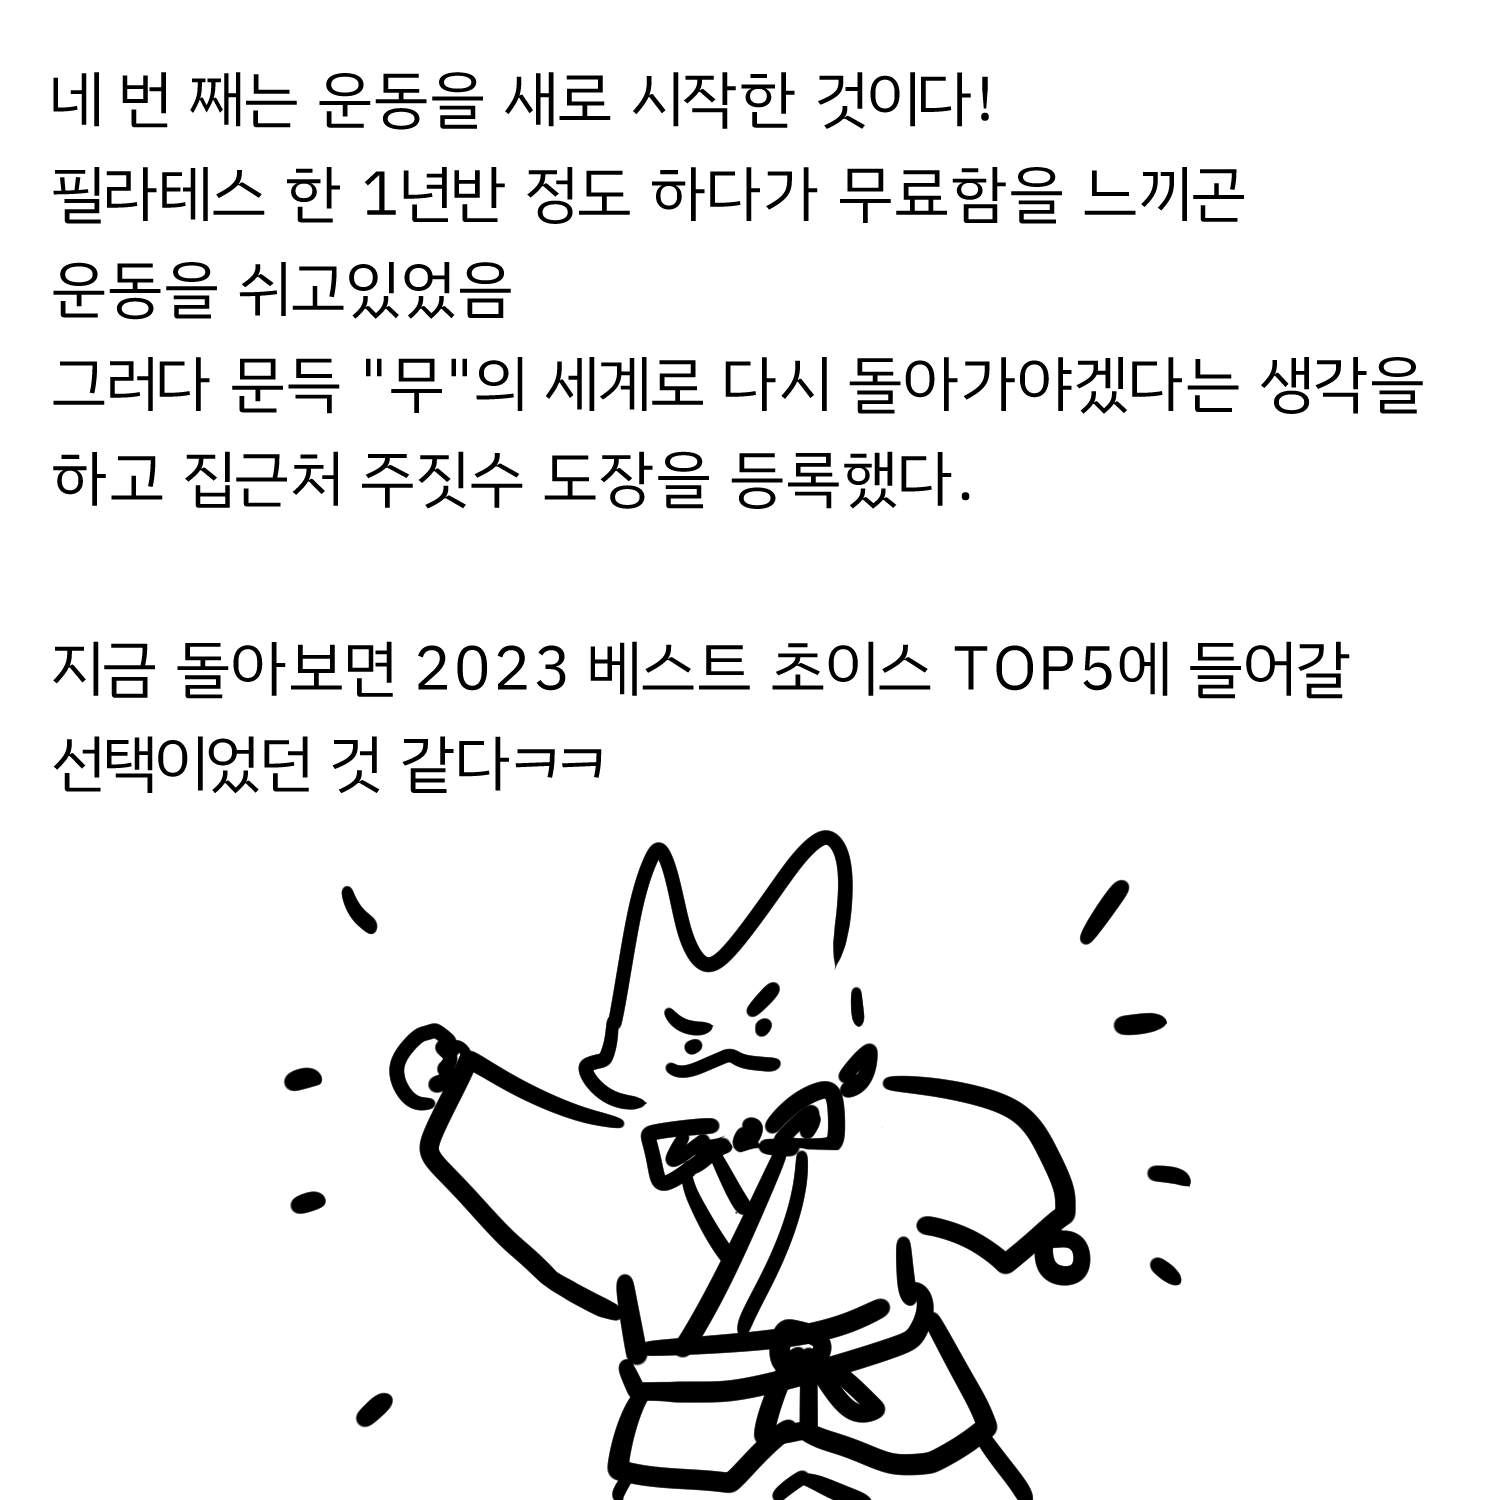 네 번 째는 운동을 새로 시작한 것이다!
필라테스 한 1년반 정도 하다가 무료함을 느끼곤
운동을 쉬고있었음
그러다 문득 "무"의 세계로 다시 돌아가야겠다는 생각을
하고 집근처 주짓수 도장을 등록했다.
지금 돌아보면 2023 베스트 초이스 TOP5에 들어갈
선택이었던 것 같다ㅋㅋ